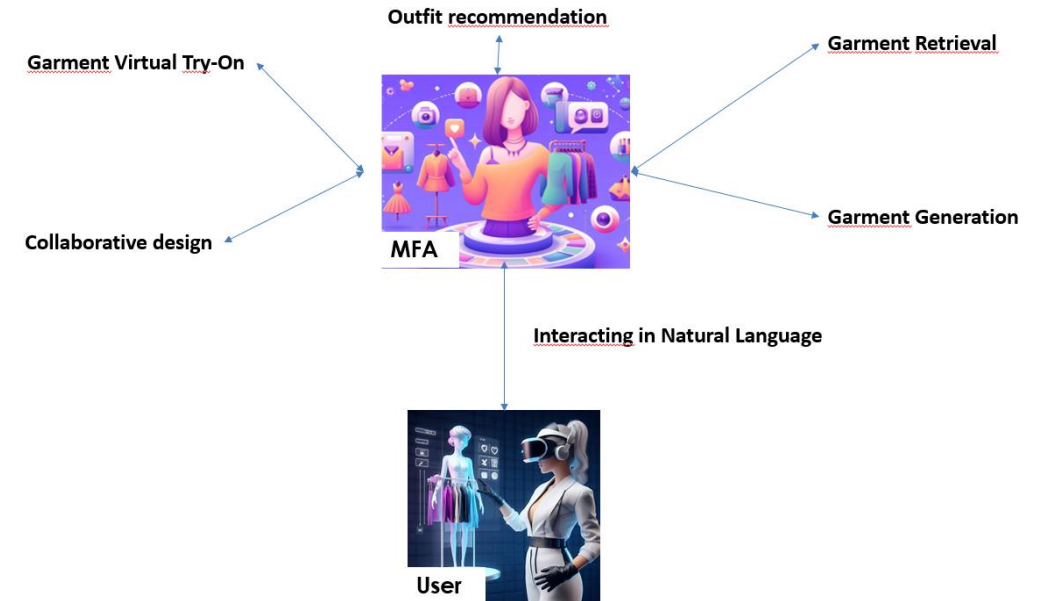 Outfit recommendation
Garment Virtual Try-On
Garment Retrieval
Collaborative design
Garment Generation
MFA
Interacting in Natural Language
User